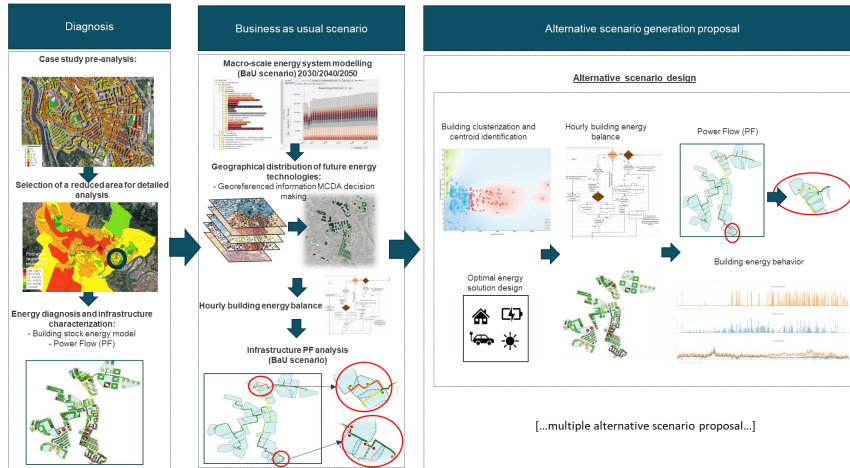 Diagnosis
Case study pre-analysis:
Selection of a reduced area for detailed
analysis
Energy diagnosis and infrastructure
characterization:
- Building stock energy model
- Power Flow (PF)
Business as usual scenario
Macro-scale energy system modelling
(BaU scenario) 2030/2040/2050
Geographical distribution of future energy
technologies:
- Georeferenced information MCDA decision
making
Hourly building energy balance
Infrastructure PF analysis
(BaU scenario)
Alternative scenario generation proposal
Alternative scenario design
Building clusterization and
centroid identification
Hourly building energy
balance
Power Flow (PF)
Optimal energy
solution design
Building energy behavior
[...multiple alternative scenario proposal...]